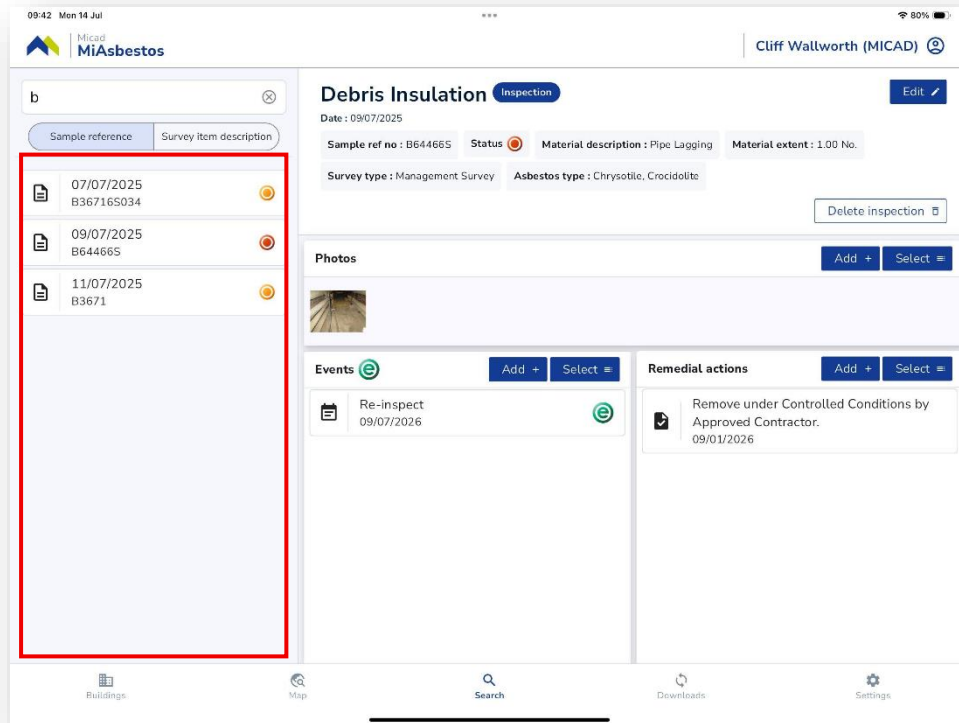 09:42 Mon 14 Jul
80%
Micad
MiAsbestos
Cliff Wallworth (MICAD)
b
Sample reference
Survey item description
07/07/2025
B36716S034
09/07/2025
B64466S
11/07/2025
B3671
Debris Insulation Inspection
Edit
Date : 09/07/2025
Sample ref no : B64466S Status Material description : Pipe Lagging Material extent : 1.00 No.
Survey type : Management Survey Asbestos type : Chrysotile, Crocidolite
Delete inspection
Photos
Add + Select
Events e Add + Select
Re-inspect
09/07/2026
e
Remedial actions Add + Select
Remove under Controlled Conditions by
Approved Contractor.
09/01/2026
Buildings Map Search Downloads Settings